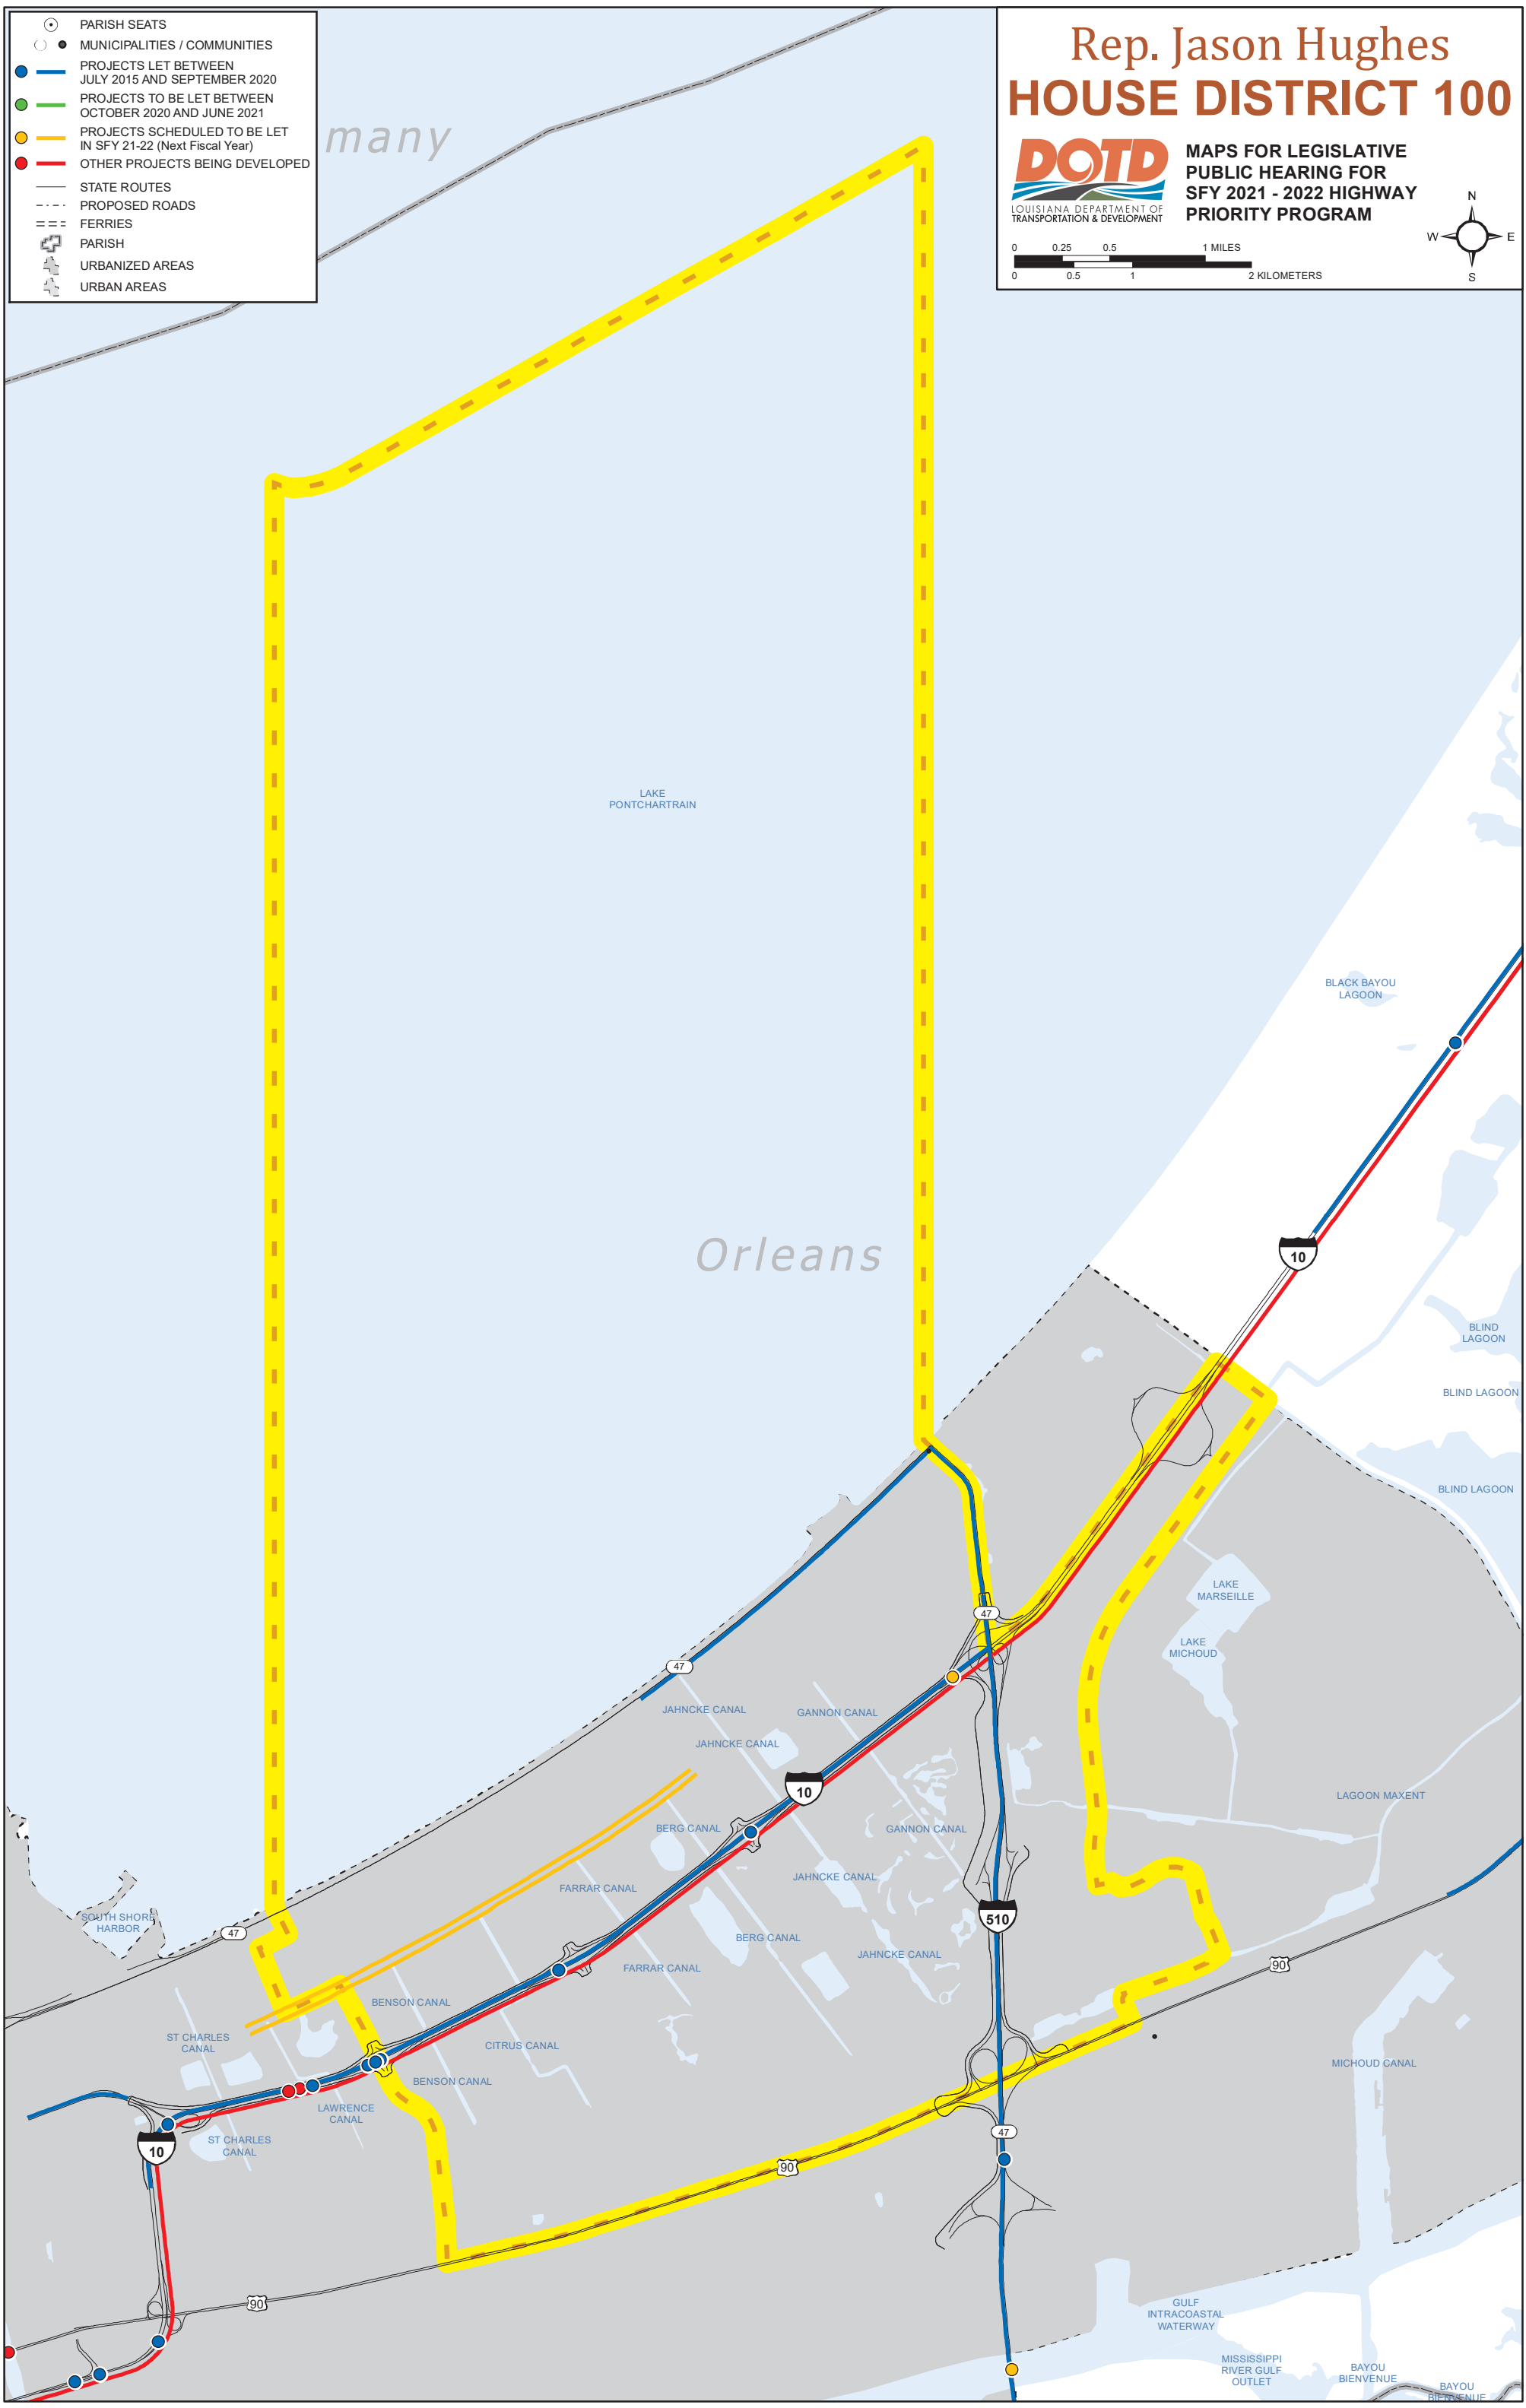 PARISH SEATS
MUNICIPALITIES / COMMUNITIES
PROJECTS LET BETWEEN
JULY 2015 AND SEPTEMBER 2020
PROJECTS TO BE LET BETWEEN
OCTOBER 2020 AND JUNE 2021
PROJECTS SCHEDULED TO BE LET
IN SFY 21-22 (Next Fiscal Year)
OTHER PROJECTS BEING DEVELOPED
STATE ROUTES
PROPOSED ROADS
FERRIES
PARISH
URBANIZED AREAS
URBAN AREAS
many
Rep. Jason Hughes
HOUSE DISTRICT 100
DOTD
LOUISIANA DEPARTMENT OF
TRANSPORTATION & DEVELOPMENT
MAPS FOR LEGISLATIVE
PUBLIC HEARING FOR
SFY 2021 - 2022 HIGHWAY
PRIORITY PROGRAM
0 0.25 0.5 1 MILES
0 0.5 1 2 KILOMETERS
N
W E
S
LAKE
PONTCHARTRAIN
BLACK BAYOU
LAGOON
Orleans
10
BLIND
LAGOON
BLIND LAGOON
BLIND LAGOON
LAKE
MARSEILLE
47
LAKE
MICHOUD
47
JAHNCKE CANAL
GANNON CANAL
JAHNCKE CANAL
10
LAGOON MAXENT
BERG CANAL
GANNON CANAL
JAHNCKE CANAL
FARRAR CANAL
510
SOUTH SHORE
HARBOR
47
BERG CANAL
JAHNCKE CANAL
90
FARRAR CANAL
BENSON CANAL
ST CHARLES
CANAL
CITRUS CANAL
MICHOUD CANAL
BENSON CANAL
LAWRENCE
CANAL
47
ST CHARLES
CANAL
10
90
90
GULF
INTRACOASTAL
WATERWAY
MISSISSIPPI
RIVER GULF
OUTLET
BAYOU
BIENVENUE
BAYOU
BIENVENUE